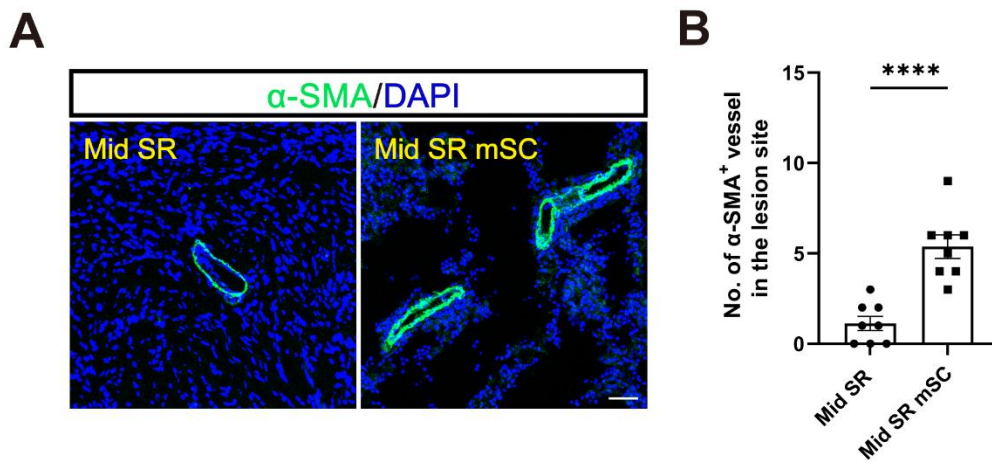 A
α-SMA/DAPI
Mid SR
Mid SR mSC
B
No. of α-SMA⁺ vessel
in the lesion site
15
10
5
0
****
Mid SR
Mid SR mSC